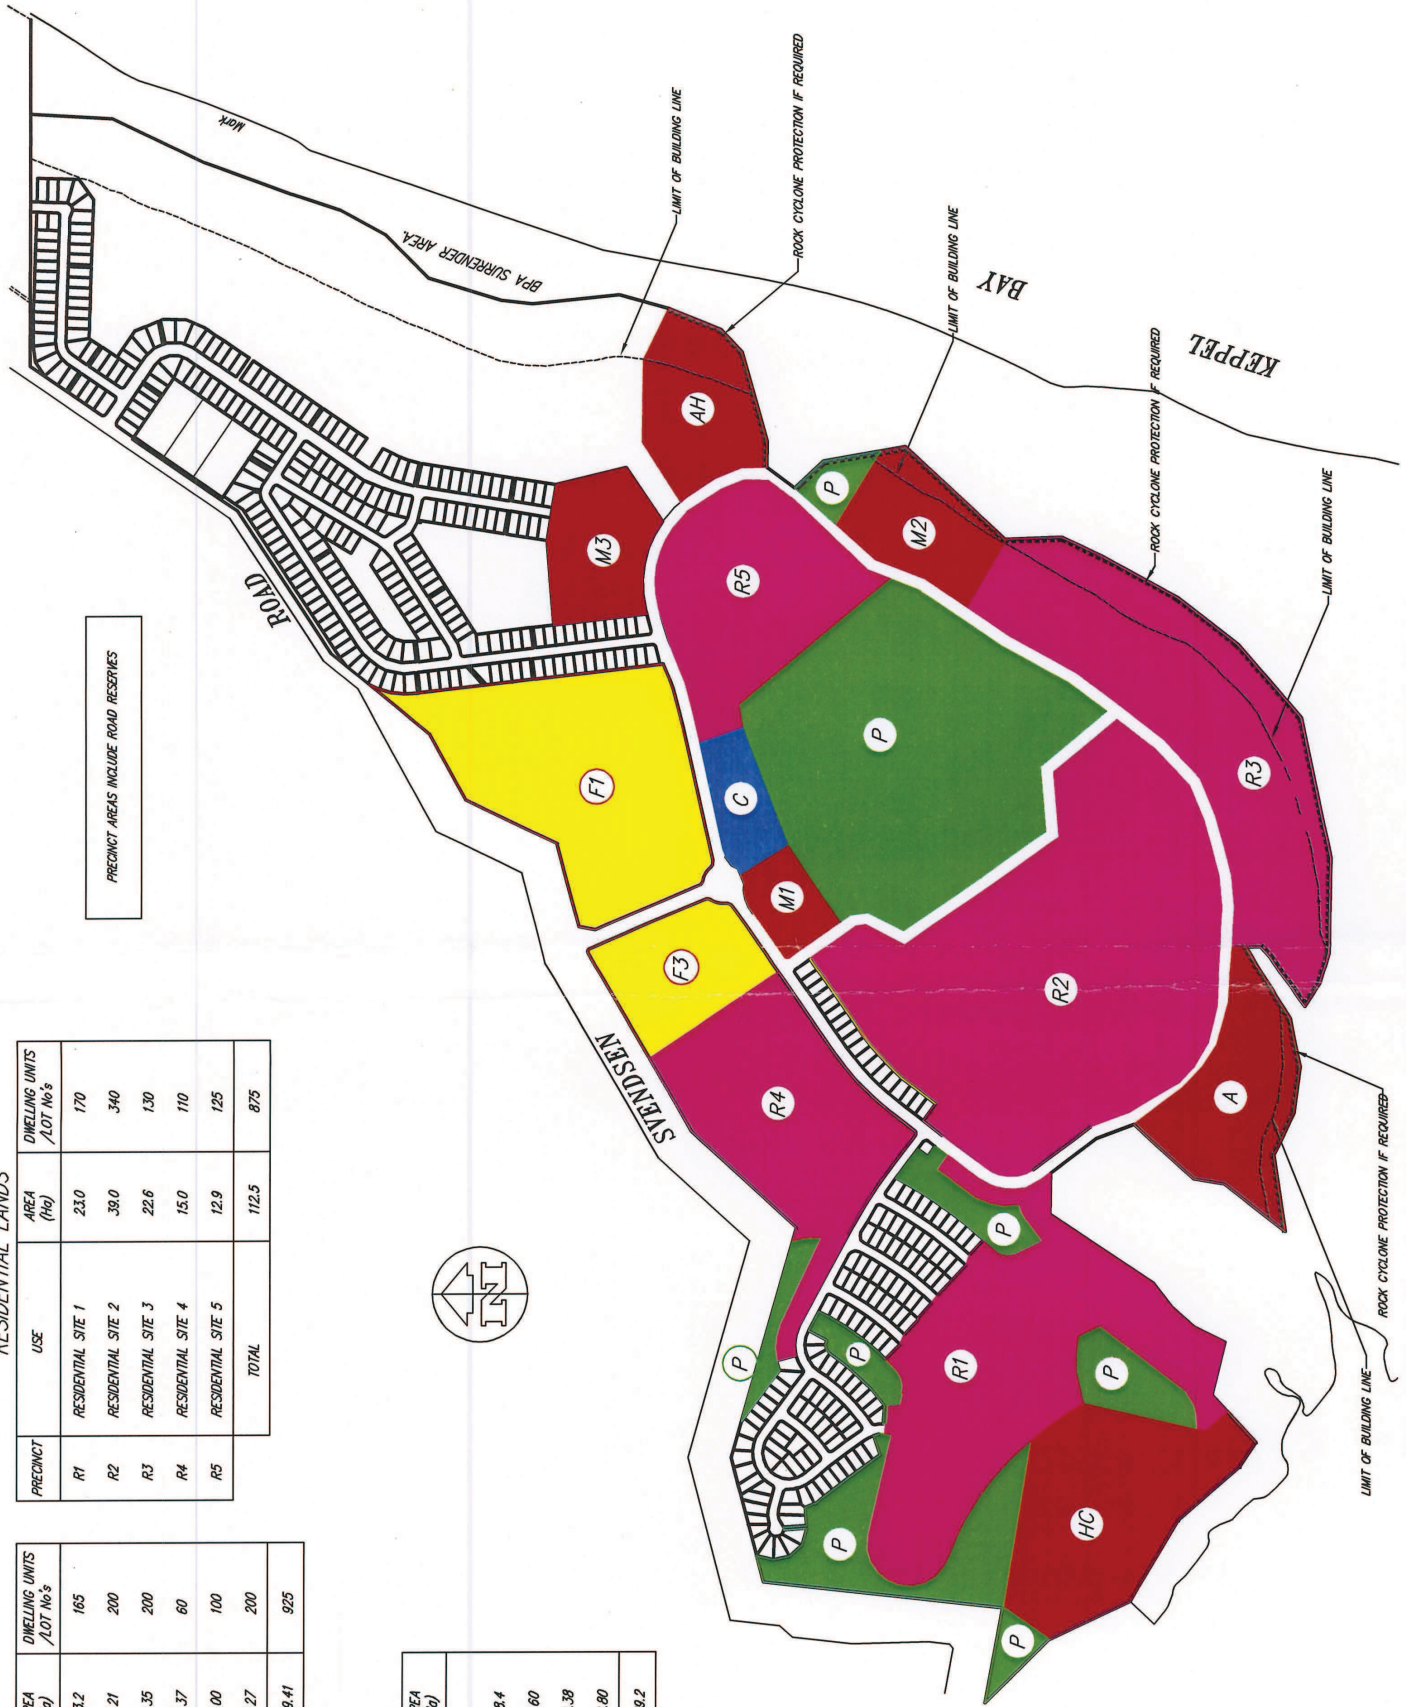 RESIDENTIAL LANDS
PRECINCT USE AREA (Ha) DWELLING UNITS /LOT No's
R1 RESIDENTIAL SITE 1 23.0 170
R2 RESIDENTIAL SITE 2 39.0 340
R3 RESIDENTIAL SITE 3 22.6 130
R4 RESIDENTIAL SITE 4 15.0 110
R5 RESIDENTIAL SITE 5 12.9 125
TOTAL 112.5 875
DWELLING UNITS /LOT No's
165
200
200
60
100
200
925
PRECINCT AREAS INCLUDE ROAD RESERVES
N
SVENDSEN
ROAD
Mark
BPA SURRENDER AREA.
LIMIT OF BUILDING LINE
ROCK CYCLONE PROTECTION IF REQUIRED
LIMIT OF BUILDING LINE
KEPPEL
BAY
ROCK CYCLONE PROTECTION IF REQUIRED
LIMIT OF BUILDING LINE
ROCK CYCLONE PROTECTION IF REQUIRED
LIMIT OF BUILDING LINE
AH
M3
P
M2
R5
F1
C
P
M1
F3
R3
R2
R4
A
P
P
P
R1
P
P
HC
P